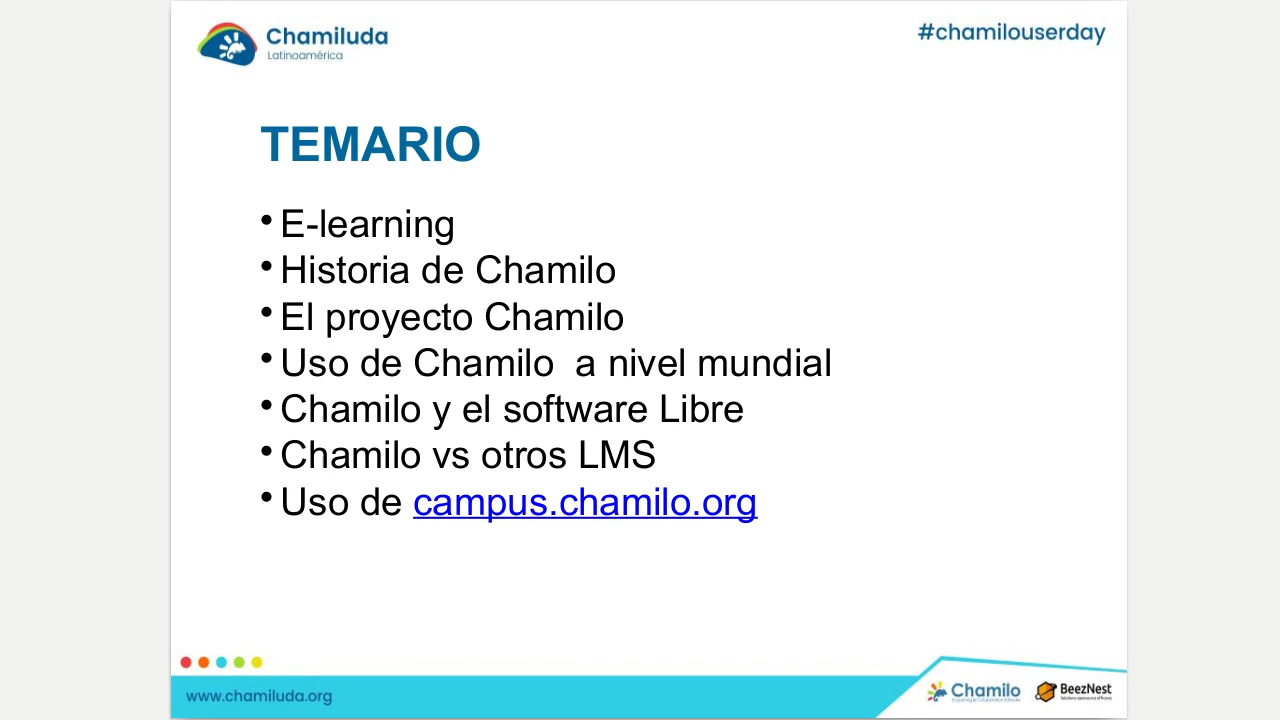 Chamiluda
Latinoamérica
#chamilouserday
TEMARIO
• E-learning
• Historia de Chamilo
• El proyecto Chamilo
• Uso de Chamilo  a nivel mundial
• Chamilo y el software Libre
• Chamilo vs otros LMS
• Uso de campus.chamilo.org
www.chamiluda.org
Chamilo
BeezNest